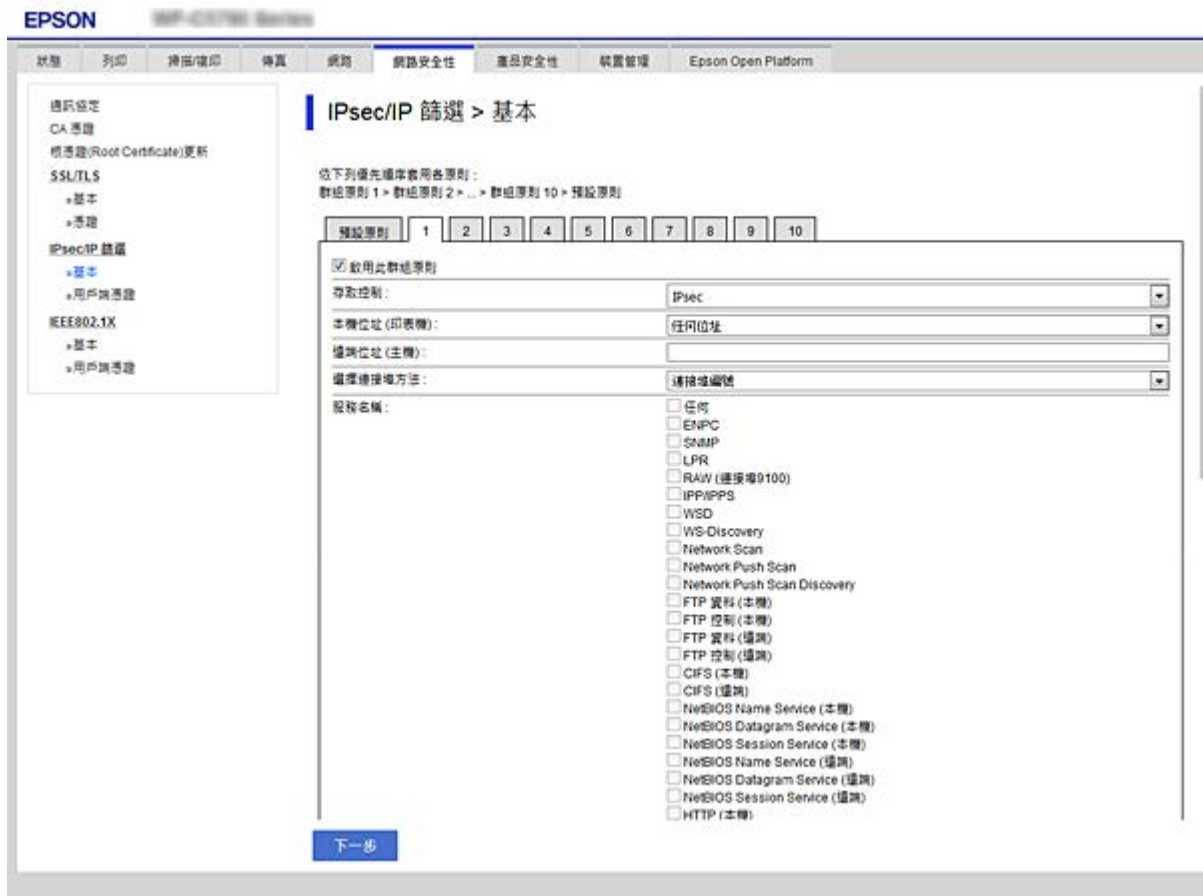 EPSON
狀態 列印 掃描/複印 傳真 網路 網路安全性 產品安全性 裝置管理 Epson Open Platform
通訊協定
CA 憑證
根憑證(Root Certificate)更新
SSL/TLS
»基本
»憑證
IPsec/IP 篩選
»基本
»用戶端憑證
IEEE802.1X
»基本
»用戶端憑證
IPsec/IP 篩選 > 基本
依下列優先順序套用各原則 :
群組原則 1 > 群組原則 2 > ... > 群組原則 10 > 預設原則
預設原則 1 2 3 4 5 6 7 8 9 10
啟用此群組原則
存取控制 : IPsec
本機位址 (印表機) : 任何位址
遠端位址 (主機) :
選擇連接埠方法 : 連接埠編號
服務名稱 : 任何
ENPC
SNMP
LPR
RAW (連接埠9100)
IPP/IPPS
WSD
WS-Discovery
Network Scan
Network Push Scan
Network Push Scan Discovery
FTP 資料 (本機)
FTP 控制 (本機)
FTP 資料 (遠端)
FTP 控制 (遠端)
CIFS (本機)
CIFS (遠端)
NetBIOS Name Service (本機)
NetBIOS Datagram Service (本機)
NetBIOS Session Service (本機)
NetBIOS Name Service (遠端)
NetBIOS Datagram Service (遠端)
NetBIOS Session Service (遠端)
HTTP (本機)
下一步